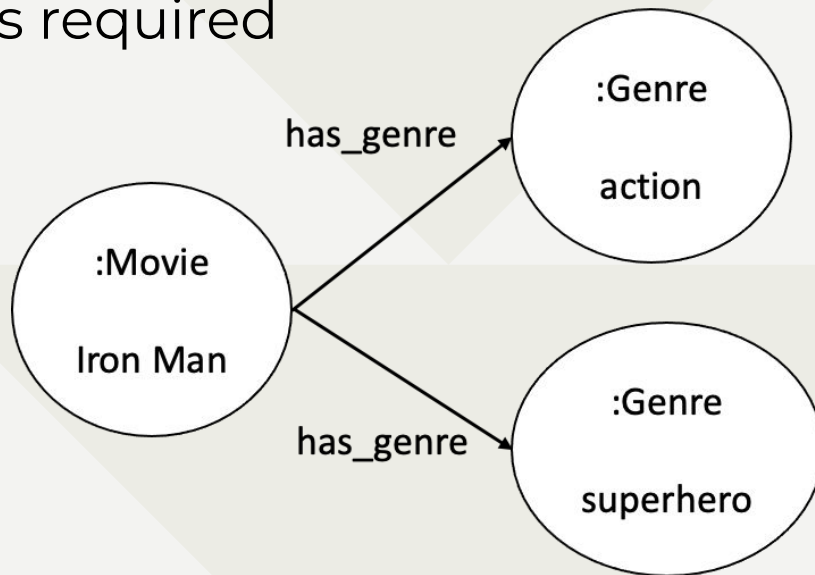 s required
:Genre
action
has_genre
:Movie
Iron Man
has_genre
:Genre
superhero